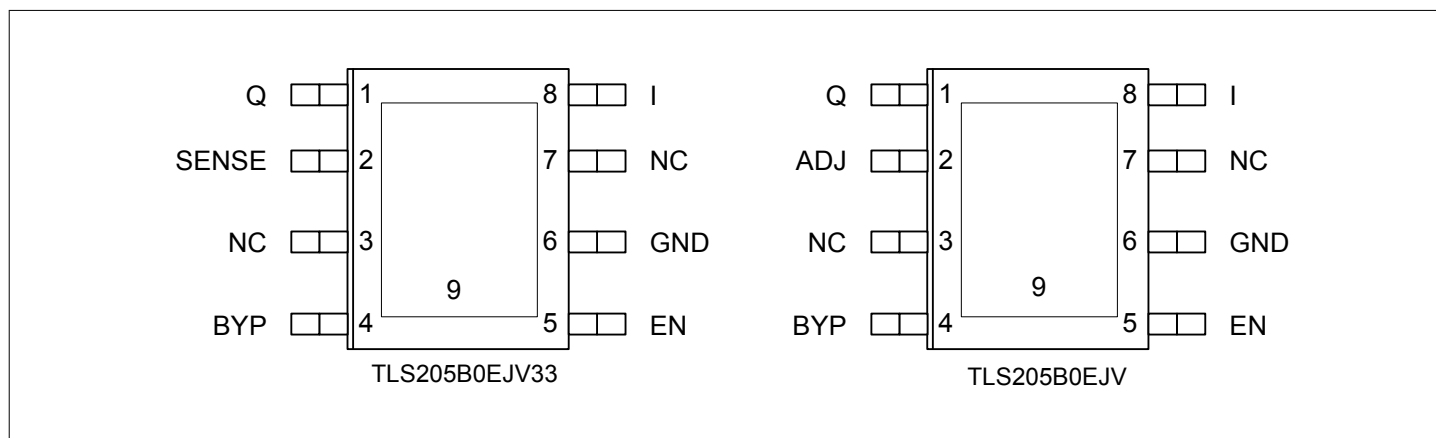 Q 1 8 I
SENSE 2 7 NC
NC 3 6 GND
9
BYP 4 5 EN
TLS205B0EJV33
Q 1 8 I
ADJ 2 7 NC
NC 3 6 GND
9
BYP 4 5 EN
TLS205B0EJV